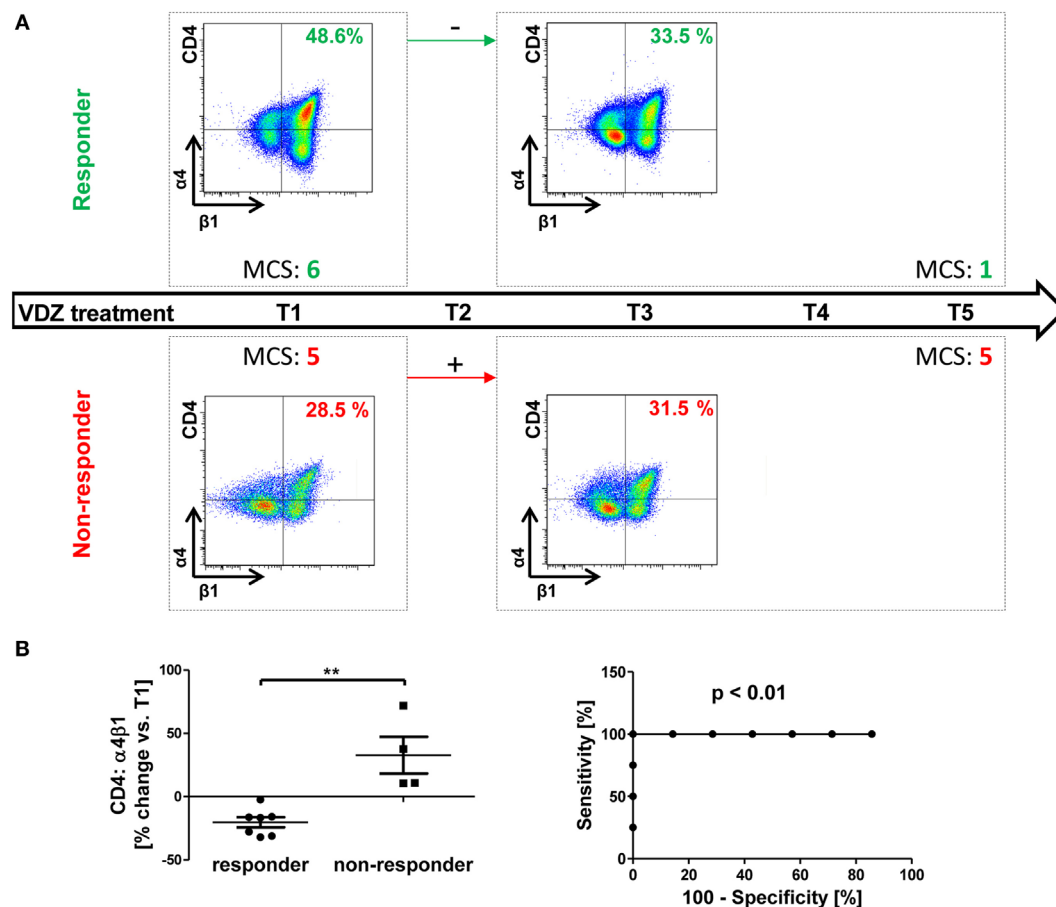 A
Responder
CD4
48.6%
α4
β1
-
CD4
33.5 %
α4
β1
MCS: 6
MCS: 1
VDZ treatment T1 T2 T3 T4 T5
MCS: 5
+
MCS: 5
Non-responder
CD4
28.5 %
α4
β1
CD4
31.5 %
α4
β1
B
CD4: α4β1
[% change vs. T1]
100
50
0
-50
**
responder non-responder
Sensitivity [%]
150
100
50
0
p < 0.01
0 20 40 60 80 100
100 - Specificity [%]